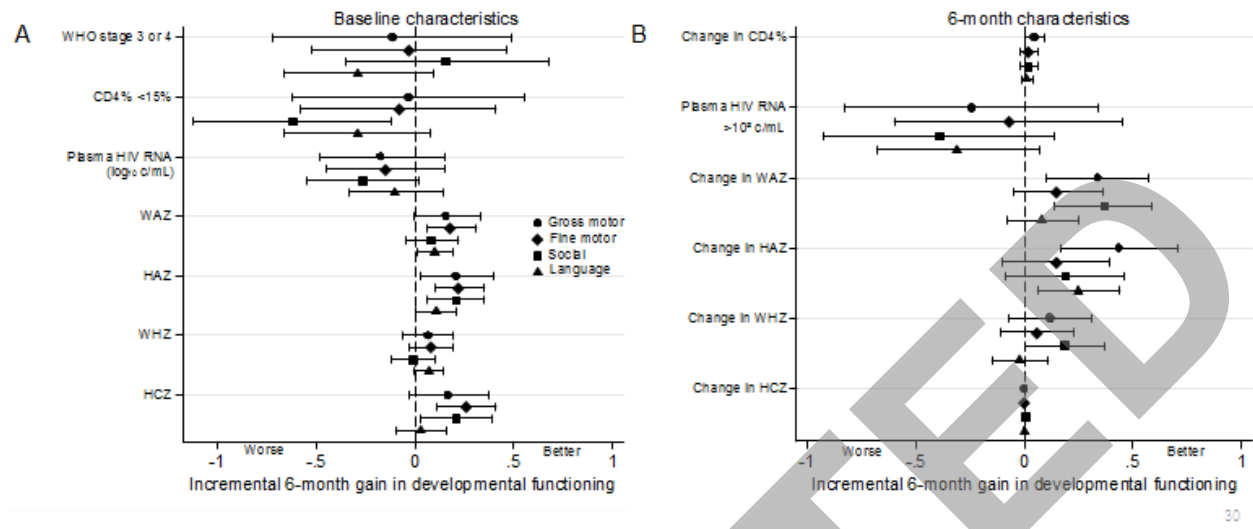 A
Baseline characteristics
WHO stage 3 or 4
CD4% <15%
Plasma HIV RNA
(log₁₀ c/mL)
WAZ
HAZ
WHZ
HCZ
Gross motor
Fine motor
Social
Language
-1
-.5
0
.5
1
Worse
Better
Incremental 6-month gain in developmental functioning
B
6-month characteristics
Change in CD4%
Plasma HIV RNA
c/mL
Change in WAZ
Change in HAZ
Change in WHZ
Change in HCZ
-1
-.5
0
.5
1
Worse
Better
Incremental 6-month gain in developmental functioning
30
TED